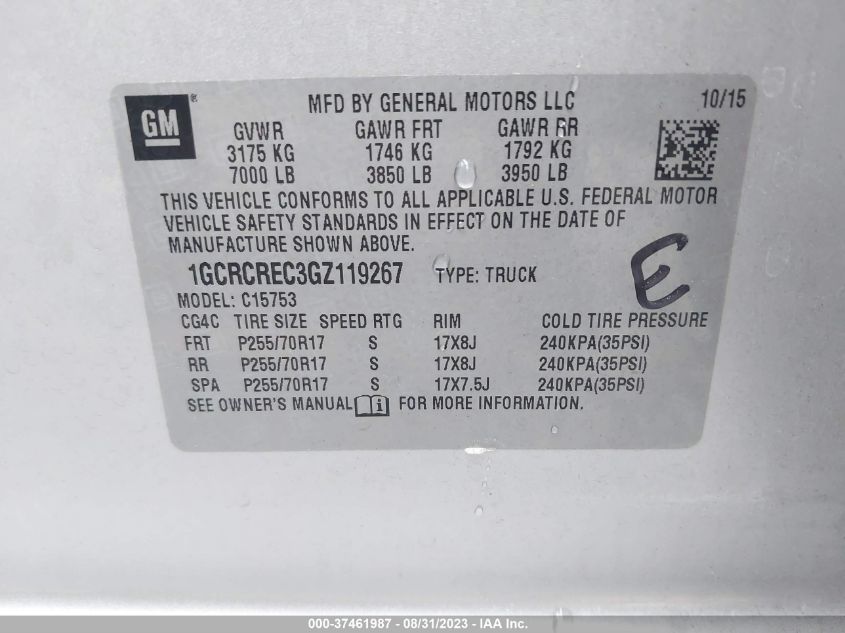 GM ®
MFD BY GENERAL MOTORS LLC 10/15
GVWR GAWR FRT GAWR RR
3175 KG 1746 KG 1792 KG
7000 LB 3850 LB 3950 LB
THIS VEHICLE CONFORMS TO ALL APPLICABLE U.S. FEDERAL MOTOR
VEHICLE SAFETY STANDARDS IN EFFECT ON THE DATE OF
MANUFACTURE SHOWN ABOVE.
1GCRCREC3GZ119267 TYPE: TRUCK
E
MODEL: C15753
CG4C TIRE SIZE SPEED RTG RIM COLD TIRE PRESSURE
FRT P255/70R17 S 17X8J 240KPA(35PSI)
RR P255/70R17 S 17X8J 240KPA(35PSI)
SPA P255/70R17 S 17X7.5J 240KPA(35PSI)
SEE OWNER'S MANUAL i FOR MORE INFORMATION.
000-37461987 - 08/31/2023 - IAA Inc.